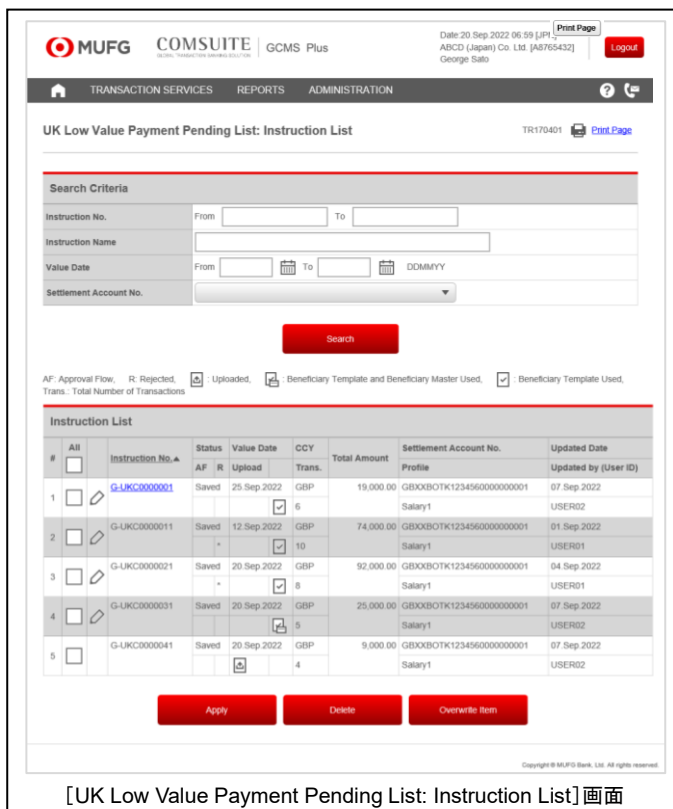 Print Page
MUFG COMSUITE GCMS Plus
Date:20.Sep.2022 06:59
ABCD (Japan) Co. Ltd. [A8765432]
George Sato
Logout
TRANSACTION SERVICES REPORTS ADMINISTRATION ?
UK Low Value Payment Pending List: Instruction List TR170401 Print Page
Search Criteria
Instruction No. From To
Instruction Name
Value Date From To DDMMYY
Settlement Account No.
Search
AF: Approval Flow, R: Rejected, : Uploaded, : Beneficiary Template and Beneficiary Master Used, : Beneficiary Template Used,
Trans.: Total Number of Transactions
Instruction List
# All Instruction No.▲ Status Value Date CCY Total Amount Settlement Account No. Updated Date
AF R Upload Trans. Profile Updated by (User ID)
1 G-UKC0000001 Saved 25.Sep.2022 GBP 19,000.00 GBXXBOTK1234560000000001 07.Sep.2022
6 Salary1 USER02
2 G-UKC0000011 Saved 12.Sep.2022 GBP 74,000.00 GBXXBOTK1234560000000001 01.Sep.2022
* 10 Salary1 USER01
3 G-UKC0000021 Saved 20.Sep.2022 GBP 92,000.00 GBXXBOTK1234560000000001 04.Sep.2022
* 8 Salary1 USER01
4 G-UKC0000031 Saved 20.Sep.2022 GBP 25,000.00 GBXXBOTK1234560000000001 07.Sep.2022
5 Salary1 USER02
5 G-UKC0000041 Saved 20.Sep.2022 GBP 9,000.00 GBXXBOTK1234560000000001 07.Sep.2022
4 Salary1 USER02
Apply Delete Overwrite Item
Copyright © MUFG Bank, Ltd. All rights reserved.
[UK Low Value Payment Pending List: Instruction List]画面